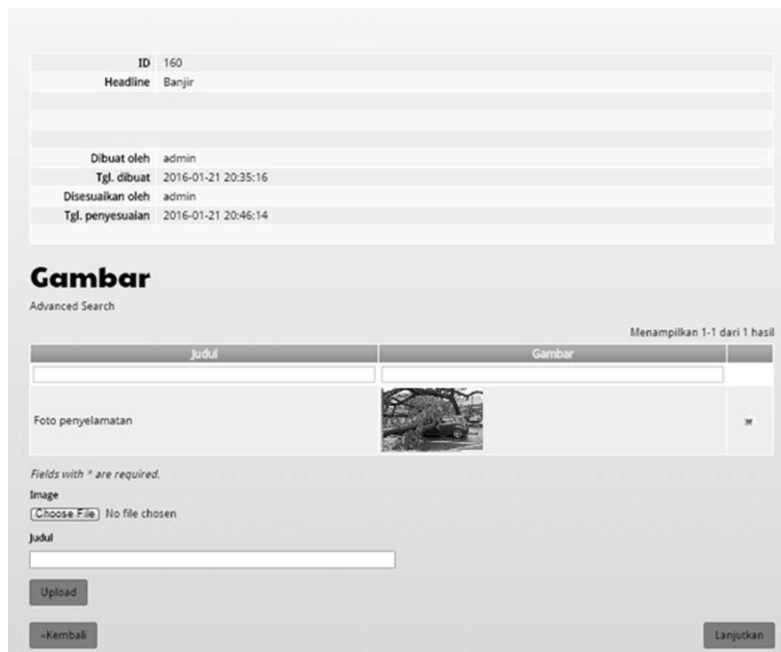 ID 160
Headline Banjir
Dibuat oleh admin
Tgl. dibuat 2016-01-21 20:35:16
Disesuaikan oleh admin
Tgl. penyesuaian 2016-01-21 20:46:14
Gambar
Advanced Search
Menampilkan 1-1 dari 1 hasil
Judul Gambar
Foto penyelamatan
Fields with * are required.
Image
Choose File No file chosen
Judul
Upload
«Kembali Lanjutkan